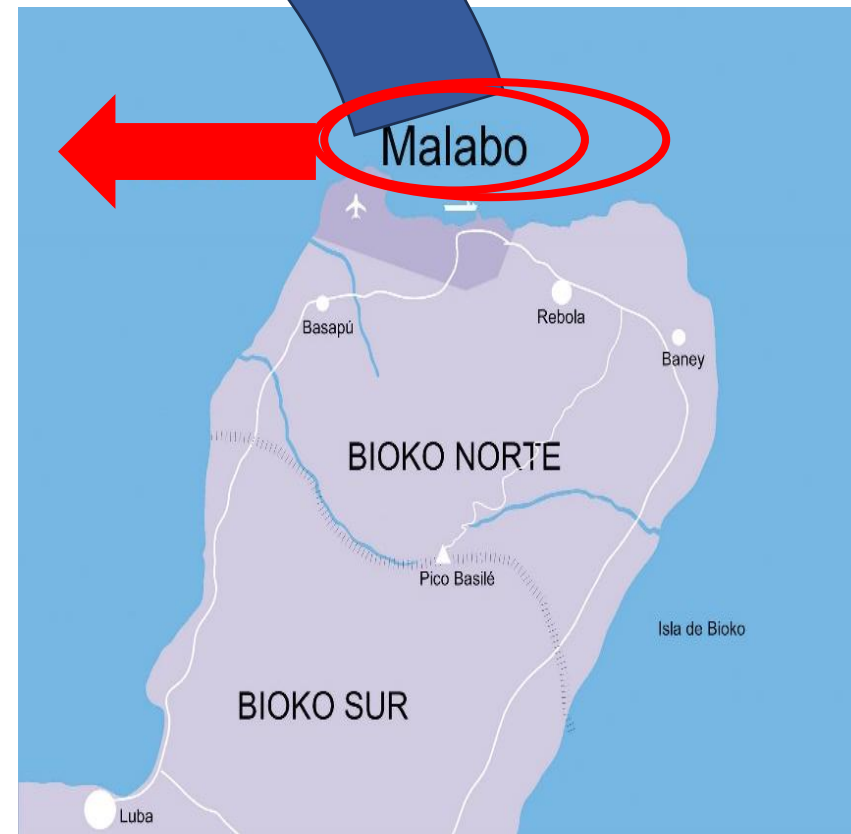 Malabo
Basapú
Rebola
Baney
BIOKO NORTE
Pico Basilé
Isla de Bioko
BIOKO SUR
Luba